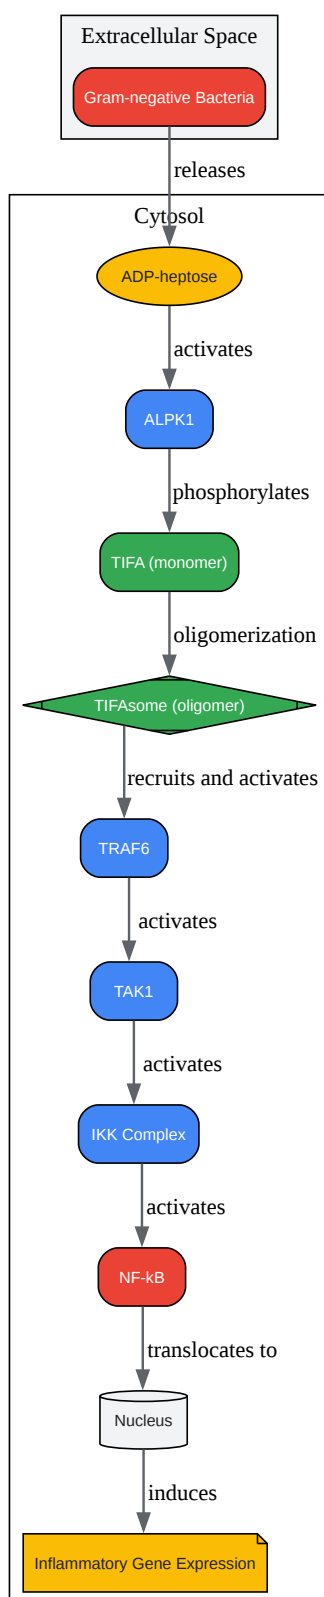 Extracellular Space
Gram-negative Bacteria
releases
Cytosol
ADP-heptose
activates
ALPK1
phosphorylates
TIFA (monomer)
oligomerization
TIFAsome (oligomer)
recruits and activates
TRAF6
activates
TAK1
activates
IKK Complex
activates
NF-kB
translocates to
Nucleus
induces
Inflammatory Gene Expression